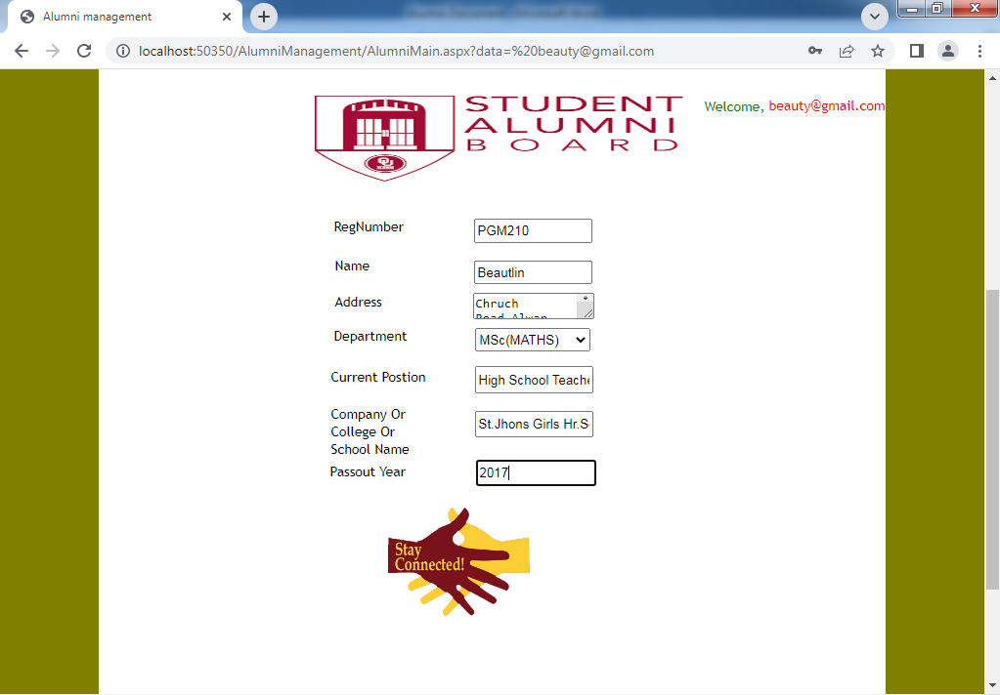 Alumni management
localhost:50350/AlumniManagement/AlumniMain.aspx?data=%20beauty@gmail.com
STUDENT
ALUMNI
BOARD
Welcome, beauty@gmail.com
RegNumber PGM210
Name Beautlin
Address Chruch
Department MSc(MATHS)
Current Postion High School Teache
Company Or
College Or St.Jhons Girls Hr.S
School Name
Passout Year 2017
Stay
Connected!